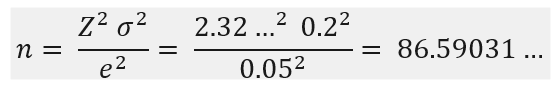 n = Z² σ² / e² = 2.32 ...² 0.2² / 0.05² = 86.59031 ...